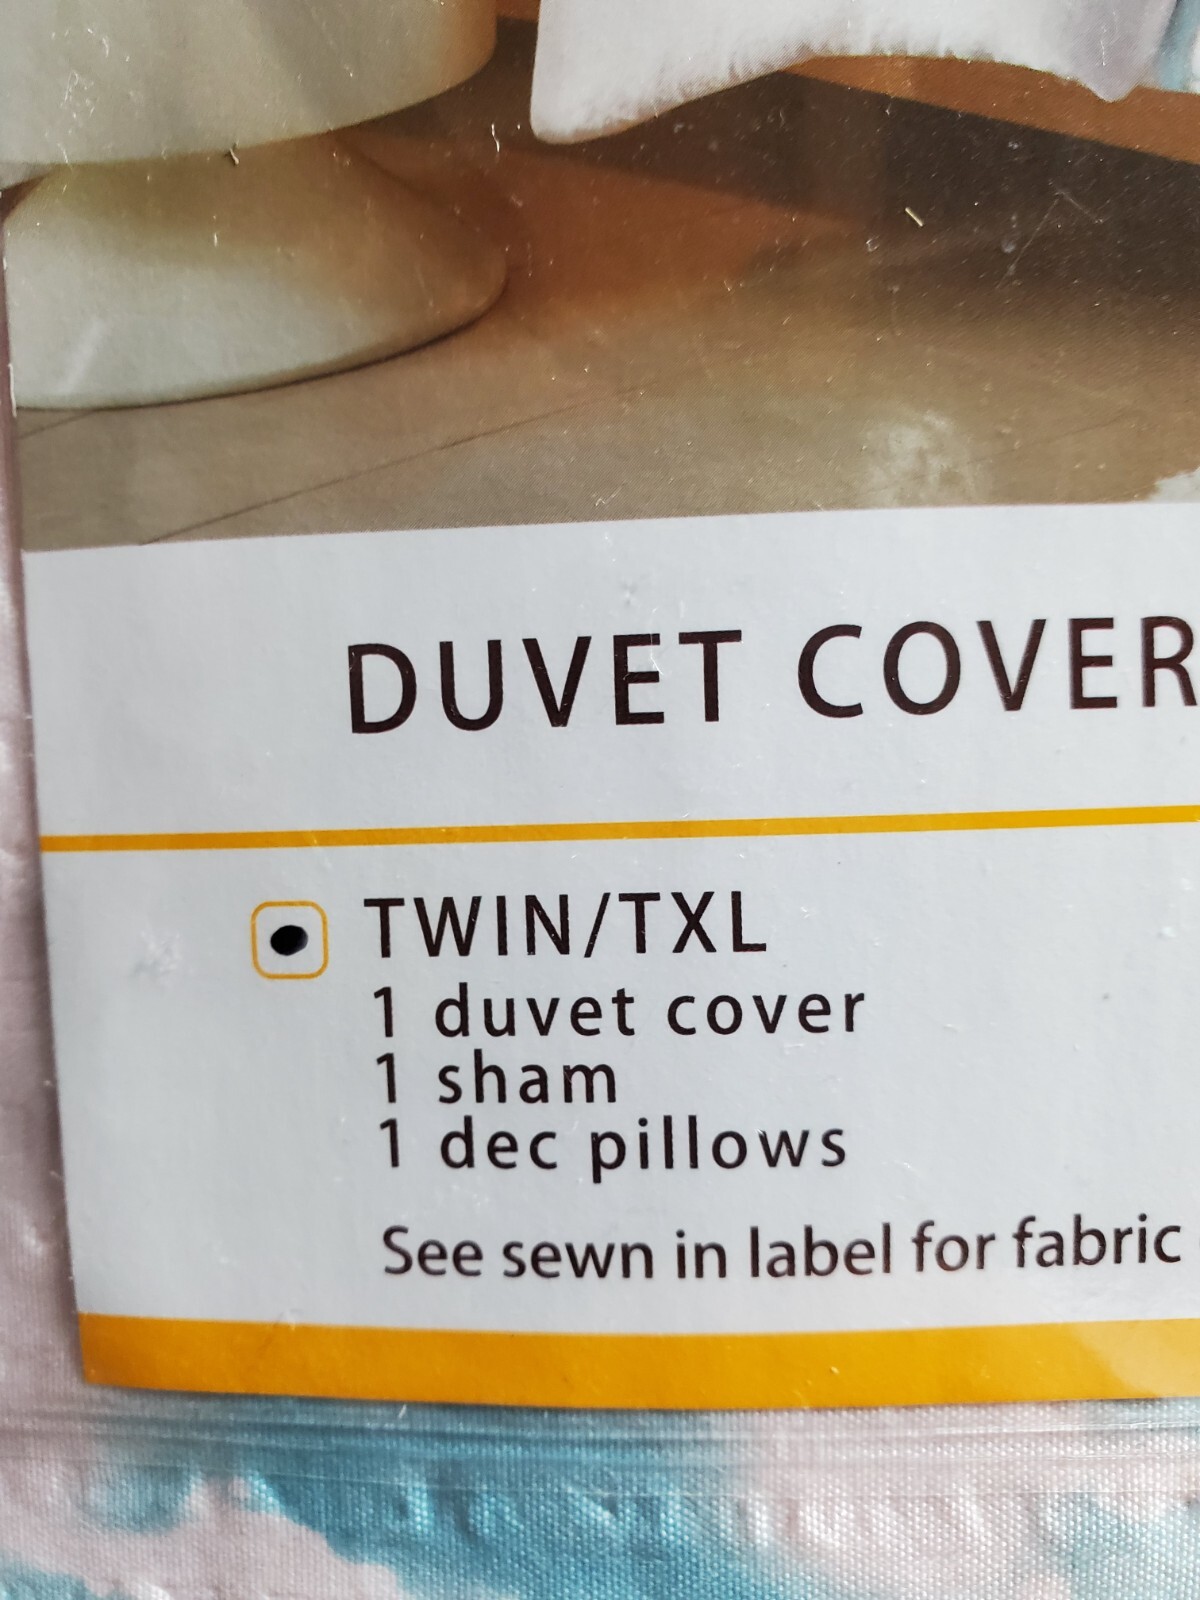 DUVET COVER
TWIN/TXL
1 duvet cover
1 sham
1 dec pillows
See sewn in label for fabric